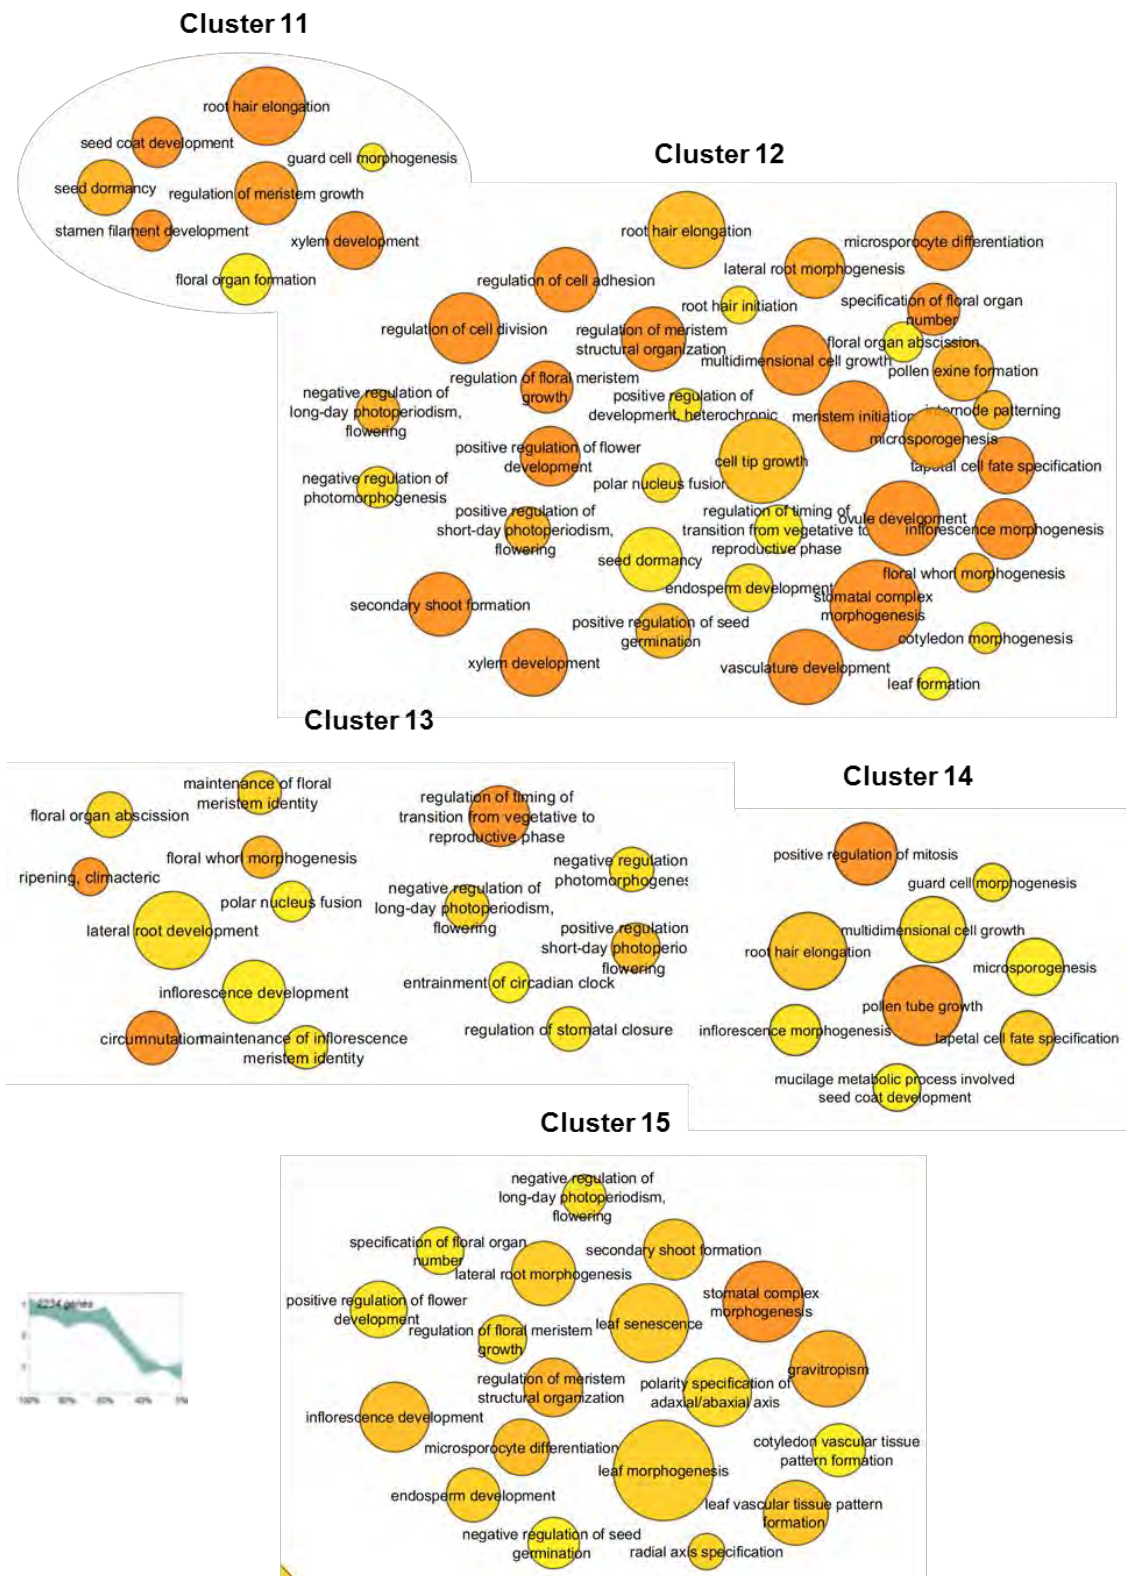 Cluster 11
root hair elongation
seed coat development
guard cell morphogenesis
seed dormancy
regulation of meristem growth
stamen filament development
xylem development
floral organ formation
Cluster 12
root hair elongation
microsporocyte differentiation
lateral root morphogenesis
regulation of cell adhesion
root hair initiation
specification of floral organ
number
regulation of cell division
regulation of meristem
structural organization
floral organ abscission
multidimensional cell growth
pollen exine formation
regulation of floral meristem
growth
negative regulation of
long-day photoperiodism,
flowering
positive regulation of
development, heterochronic
meristem initiation
internode patterning
microsporogenesis
positive regulation of flower
development
cell tip growth
tapetal cell fate specification
negative regulation of
photomorphogenesis
polar nucleus fusion
positive regulation of
short-day photoperiodism,
flowering
regulation of timing of
transition from vegetative to
reproductive phase
ovule development
inflorescence morphogenesis
seed dormancy
endosperm development
floral whorl morphogenesis
stomatal complex
morphogenesis
secondary shoot formation
positive regulation of seed
germination
cotyledon morphogenesis
xylem development
vasculature development
leaf formation
Cluster 13
maintenance of floral
meristem identity
floral organ abscission
regulation of timing of
transition from vegetative to
reproductive phase
floral whorl morphogenesis
ripening, climacteric
negative regulation
photomorphogenes
polar nucleus fusion
negative regulation of
long-day photoperiodism,
flowering
lateral root development
positive regulation
short-day photoperio
flowering
entrainment of circadian clock
inflorescence development
regulation of stomatal closure
circumnutation
maintenance of inflorescence
meristem identity
Cluster 14
positive regulation of mitosis
guard cell morphogenesis
multidimensional cell growth
root hair elongation
microsporogenesis
pollen tube growth
inflorescence morphogenesis
tapetal cell fate specification
mucilage metabolic process involved
seed coat development
Cluster 15
negative regulation of
long-day photoperiodism,
flowering
specification of floral organ
number
secondary shoot formation
lateral root morphogenesis
stomatal complex
morphogenesis
positive regulation of flower
development
leaf senescence
regulation of floral meristem
growth
gravitropism
regulation of meristem
structural organization
polarity specification of
adaxial/abaxial axis
inflorescence development
microsporocyte differentiation
cotyledon vascular tissue
pattern formation
leaf morphogenesis
endosperm development
leaf vascular tissue pattern
formation
negative regulation of seed
germination
radial axis specification
genes
100%